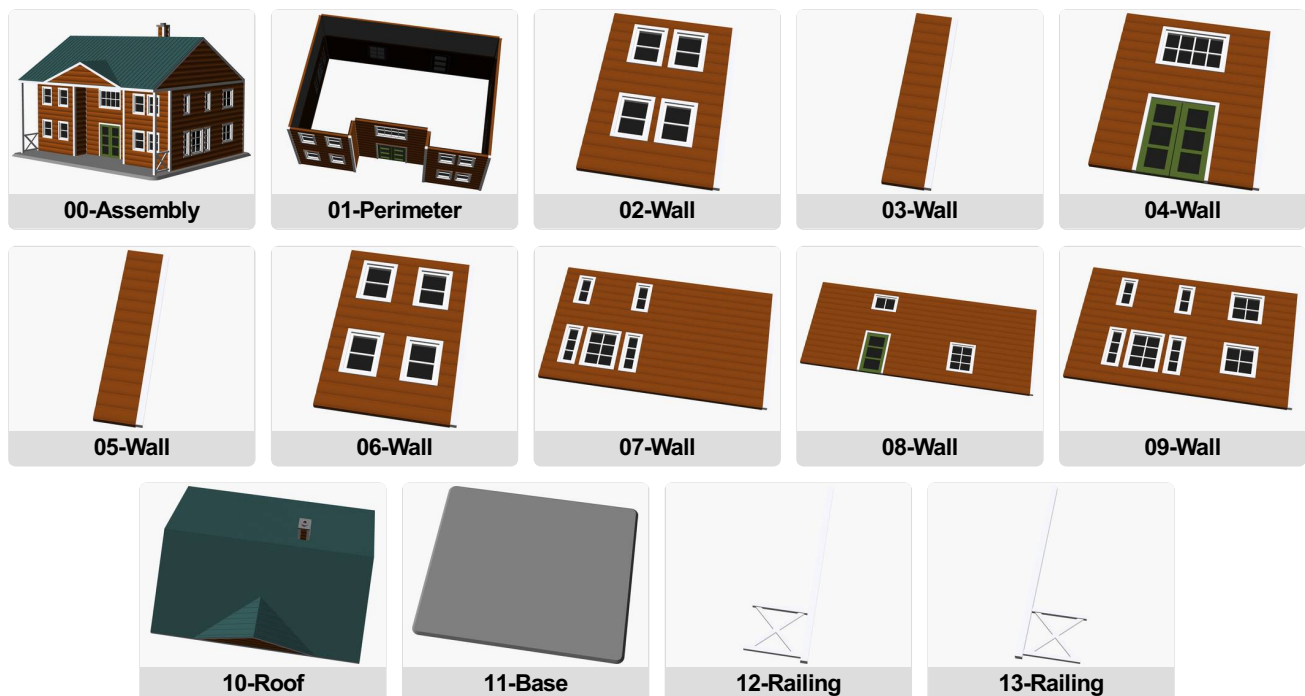 00-Assembly
01-Perimeter
02-Wall
03-Wall
04-Wall
05-Wall
06-Wall
07-Wall
08-Wall
09-Wall
10-Roof
11-Base
12-Railing
13-Railing